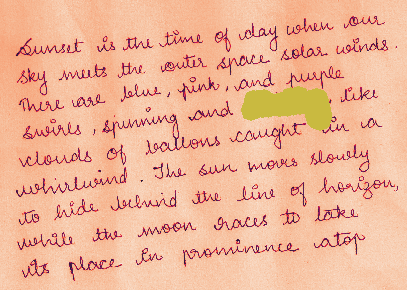 Sunset is the time of day when our
sky meets the outer space solar winds.
There are blue, pink, and purple
swirls, spinning and , like
clouds of ballons caught in a
whirlwind. The sun moves slowly
to hide behind the line of horizon,
while the moon races to take
its place in prominence atop